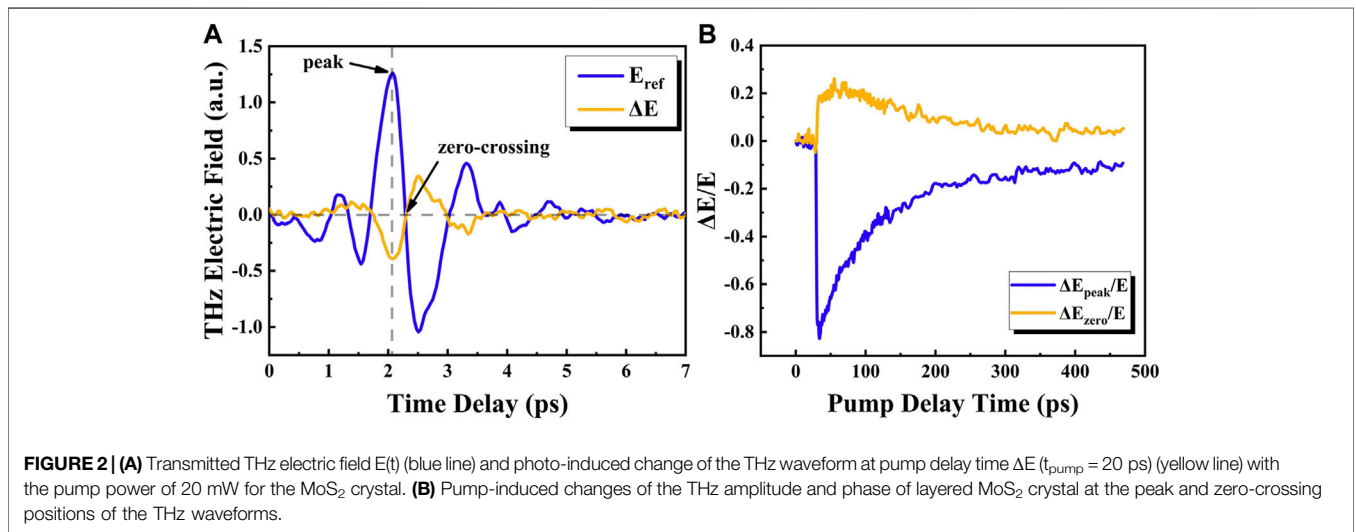 A
THz Electric Field (a.u.)
1.5
1.0
0.5
0.0
-0.5
-1.0
peak
zero-crossing
E_ref
ΔE
0 1 2 3 4 5 6 7
Time Delay (ps)
B
ΔE/E
0.4
0.2
0.0
-0.2
-0.4
-0.6
-0.8
ΔE_peak/E
ΔE_zero/E
0 100 200 300 400 500
Pump Delay Time (ps)
FIGURE 2 | (A) Transmitted THz electric field E(t) (blue line) and photo-induced change of the THz waveform at pump delay time ΔE (t_pump = 20 ps) (yellow line) with
the pump power of 20 mW for the MoS₂ crystal. (B) Pump-induced changes of the THz amplitude and phase of layered MoS₂ crystal at the peak and zero-crossing
positions of the THz waveforms.